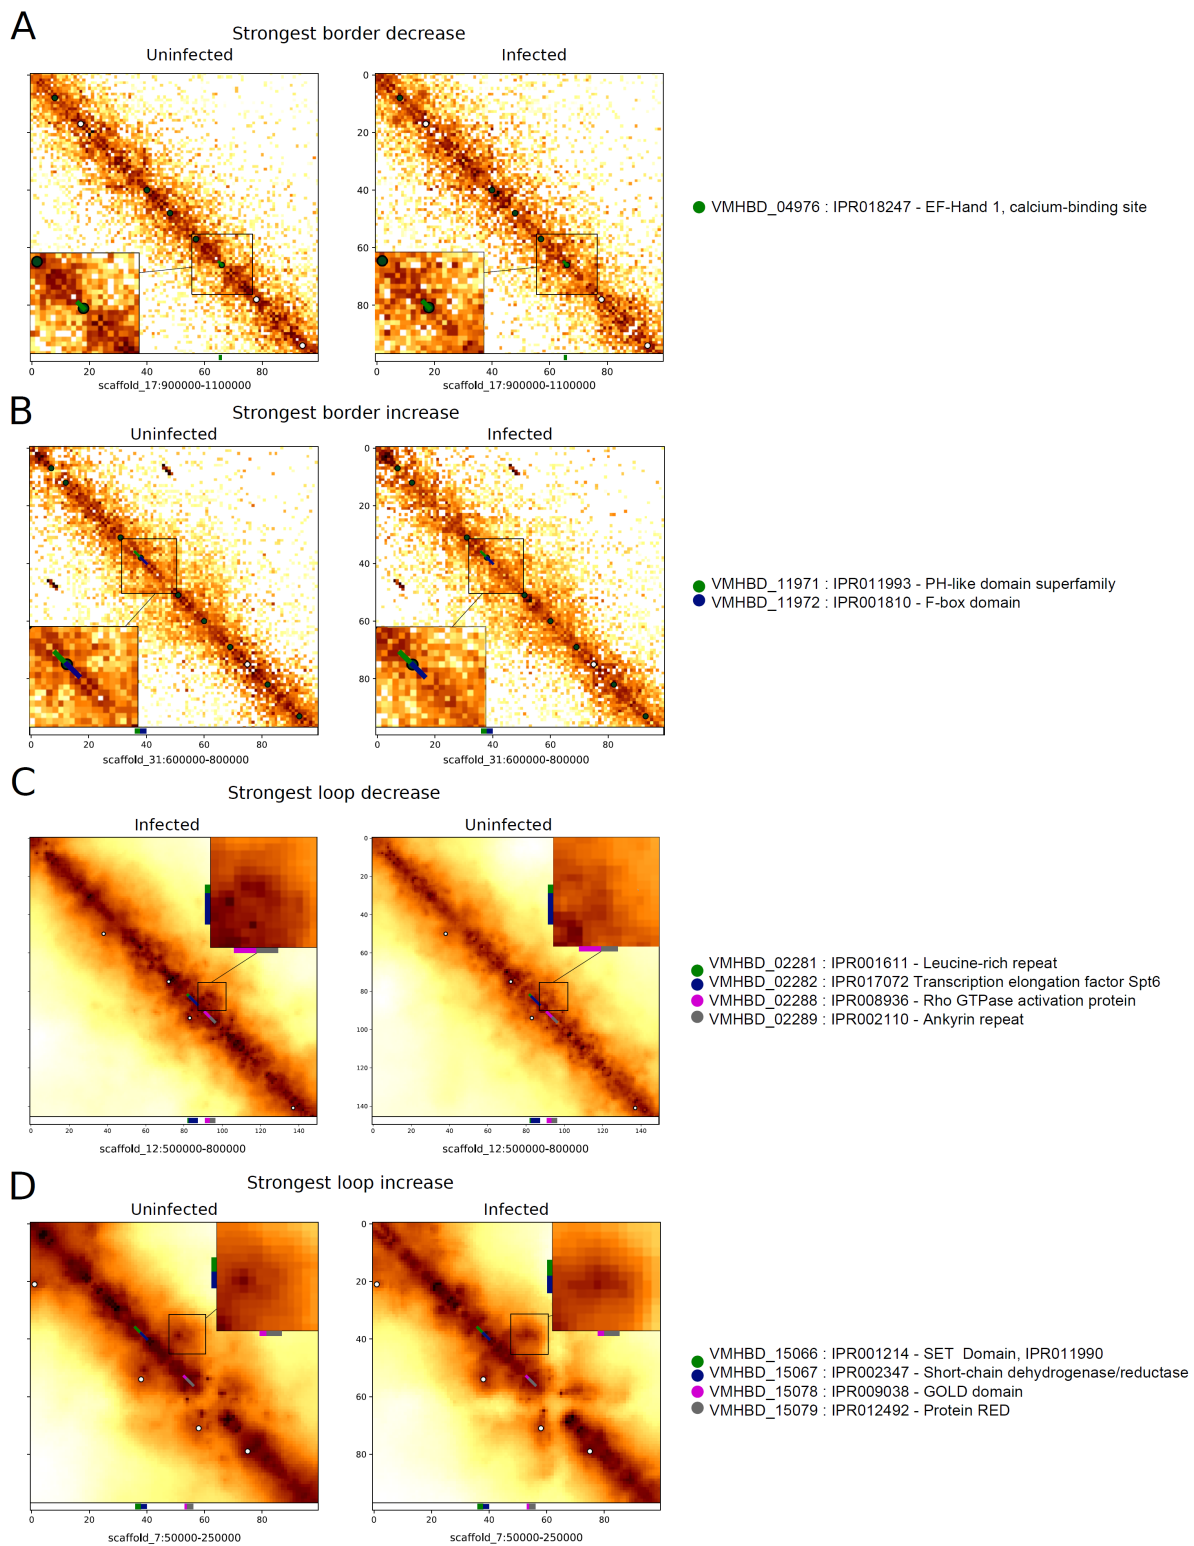 A
Strongest border decrease
Uninfected
Infected
0
20
40
60
80
0 20 40 60 80
0 20 40 60 80
scaffold_17:900000-1100000
scaffold_17:900000-1100000
VMHBD_04976 : IPR018247 - EF-Hand 1, calcium-binding site
B
Strongest border increase
Uninfected
Infected
0
20
40
60
80
0 20 40 60 80
0 20 40 60 80
scaffold_31:600000-800000
scaffold_31:600000-800000
VMHBD_11971 : IPR011993 - PH-like domain superfamily
VMHBD_11972 : IPR001810 - F-box domain
C
Strongest loop decrease
Infected
Uninfected
0
20
40
60
80
100
120
140
0 20 40 60 80 100 120 140
0 20 40 60 80 100 120 140
scaffold_12:500000-800000
scaffold_12:500000-800000
VMHBD_02281 : IPR001611 - Leucine-rich repeat
VMHBD_02282 : IPR017072 Transcription elongation factor Spt6
VMHBD_02288 : IPR008936 - Rho GTPase activation protein
VMHBD_02289 : IPR002110 - Ankyrin repeat
D
Strongest loop increase
Uninfected
Infected
0
20
40
60
80
0 20 40 60 80
0 20 40 60 80
scaffold_7:50000-250000
scaffold_7:50000-250000
VMHBD_15066 : IPR001214 - SET Domain, IPR011990
VMHBD_15067 : IPR002347 - Short-chain dehydrogenase/reductase
VMHBD_15078 : IPR009038 - GOLD domain
VMHBD_15079 : IPR012492 - Protein RED